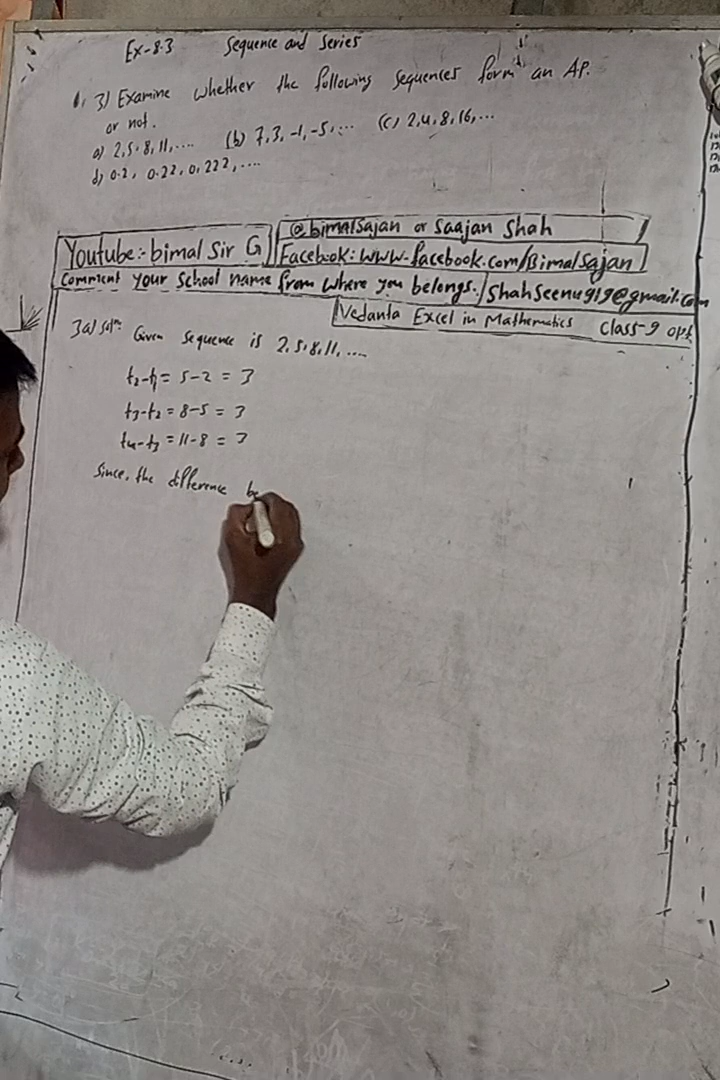 Ex-8.3 Sequence and Series
3) Examine whether the following sequences form an AP.
or not.
a) 2, 5, 8, 11, .... (b) 7, 3, -1, -5, .... (c) 2, 4, 8, 16, ...
d) 0.2, 0.22, 0.222, ....
@bimalSajan or Saajan Shah
Youtube:- bimal Sir G
Facebook: www.facebook.com/BimalSajan
Comment your School name from where you belongs. / Shahseenu919@gmail.com
Vedanta Excel in Mathematics Class-9 opt
3a) solⁿ: Given sequence is 2, 5, 8, 11, ....
t₂-t₁ = 5-2 = 3
t₃-t₂ = 8-5 = 3
t₄-t₃ = 11-8 = 3
Since, the difference be